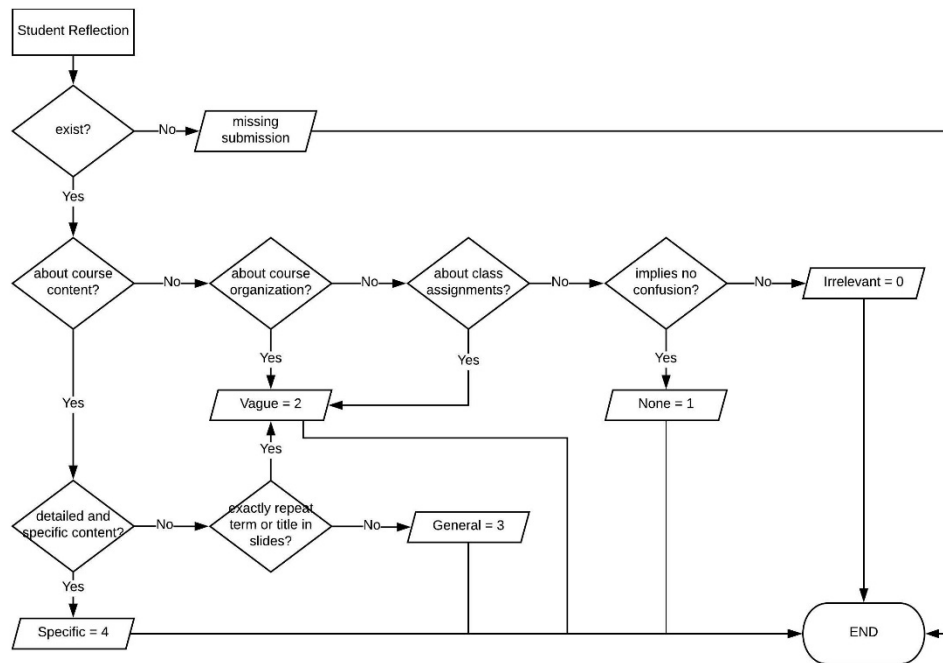 Student Reflection
exist?
No
missing
submission
Yes
about course
content?
No
about course
organization?
No
about class
assignments?
No
implies no
confusion?
No
Irrelevant = 0
Yes
Yes
Yes
Yes
Vague = 2
None = 1
Yes
detailed and
specific content?
No
exactly repeat
term or title in
slides?
No
General = 3
Yes
Specific = 4
END